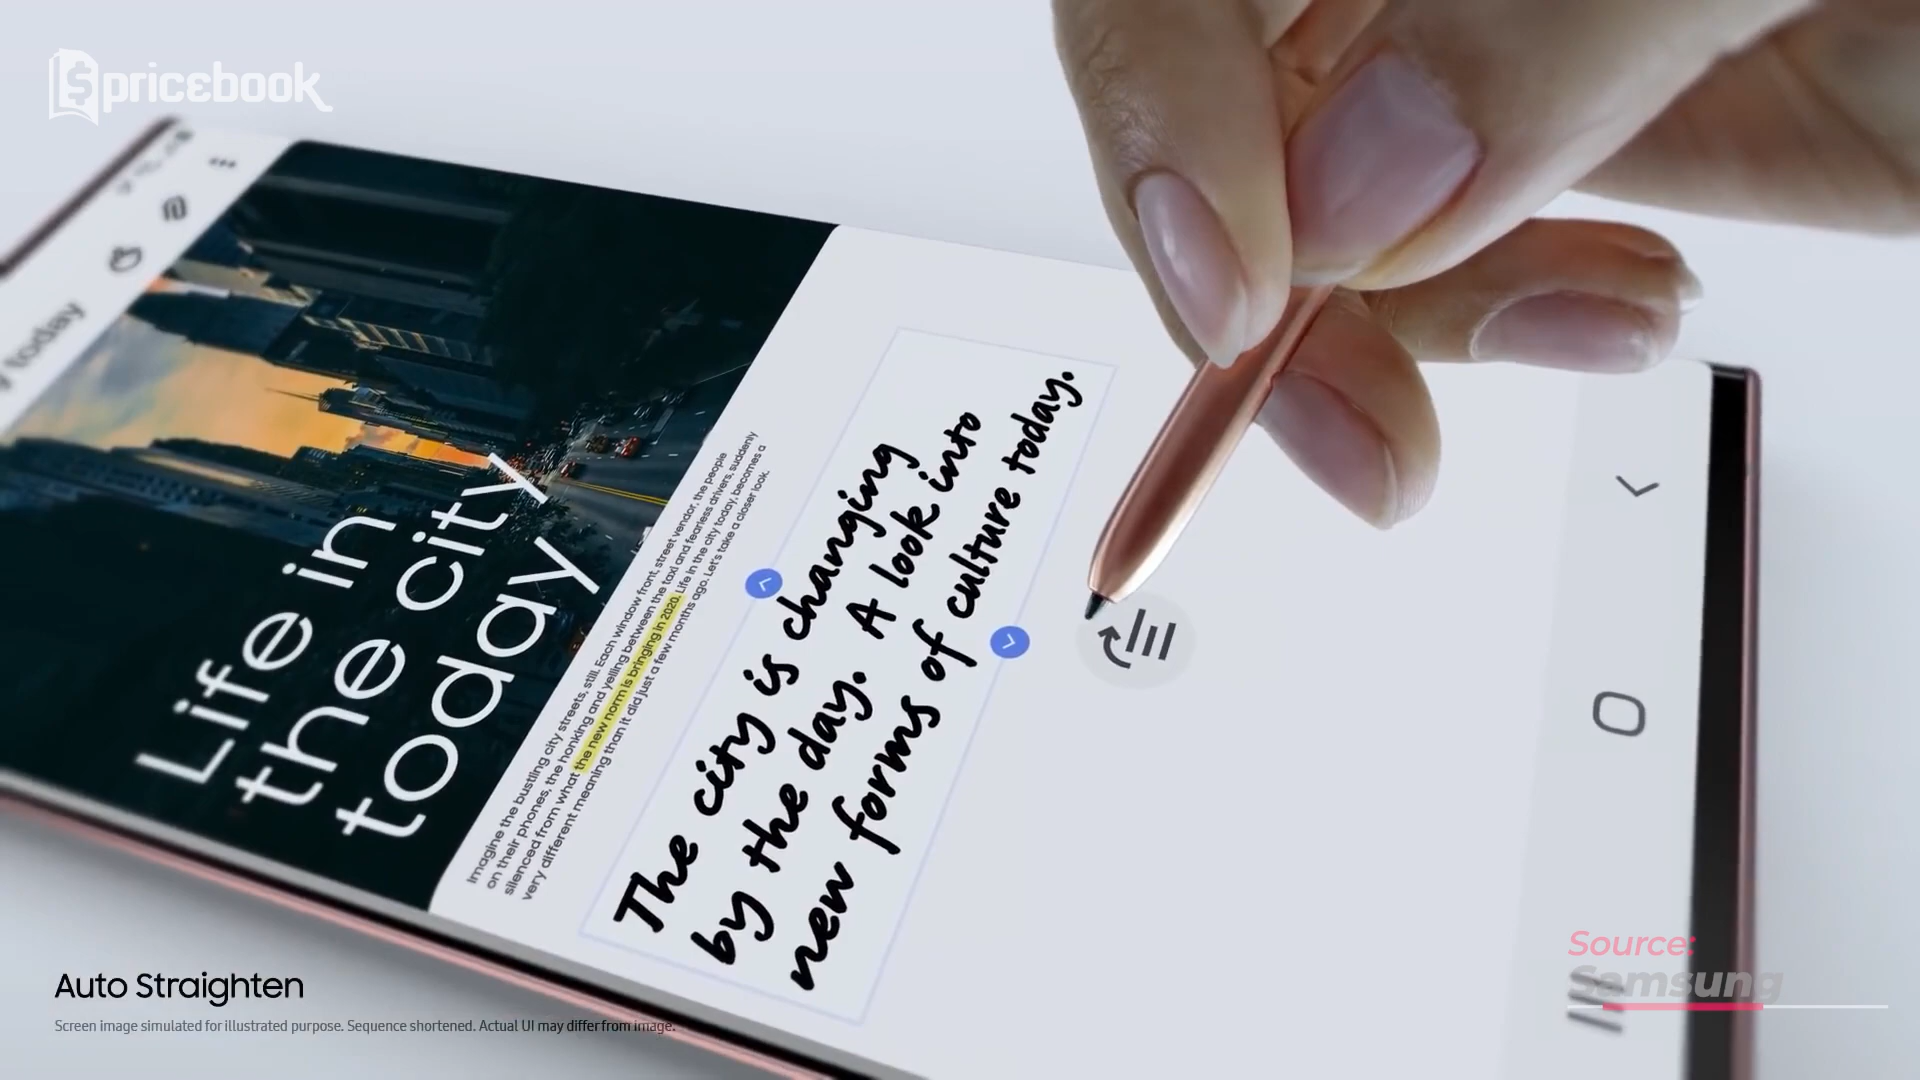 pricebook
y today
Life in
the city
today
Imagine the bustling city streets, still. Each window front, street vendor, the people
on their phones, the honking and yelling between the taxi and fearless drivers, suddenly
silenced from what the new norm is bringing in 2020. Life in the city today, becomes a
very different meaning than it did just a few months ago. Let's take a closer look.
The city is changing
by the day. A look into
new forms of culture today.
Auto Straighten
Screen image simulated for illustrated purpose. Sequence shortened. Actual UI may differ from image.
Source:
Samsung